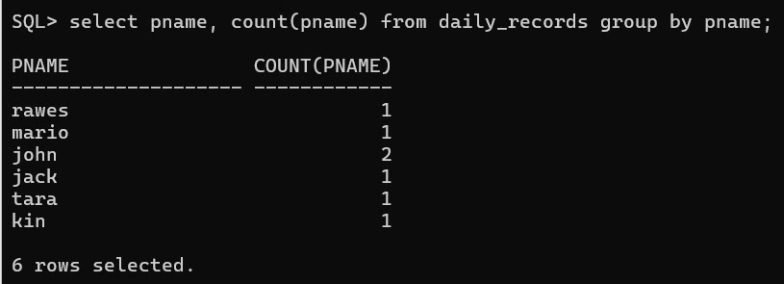 SQL> select pname, count(pname) from daily_records group by pname;
PNAME                COUNT(PNAME)
-------------------- ------------
rawes                           1
mario                           1
john                            2
jack                            1
tara                            1
kin                             1
6 rows selected.